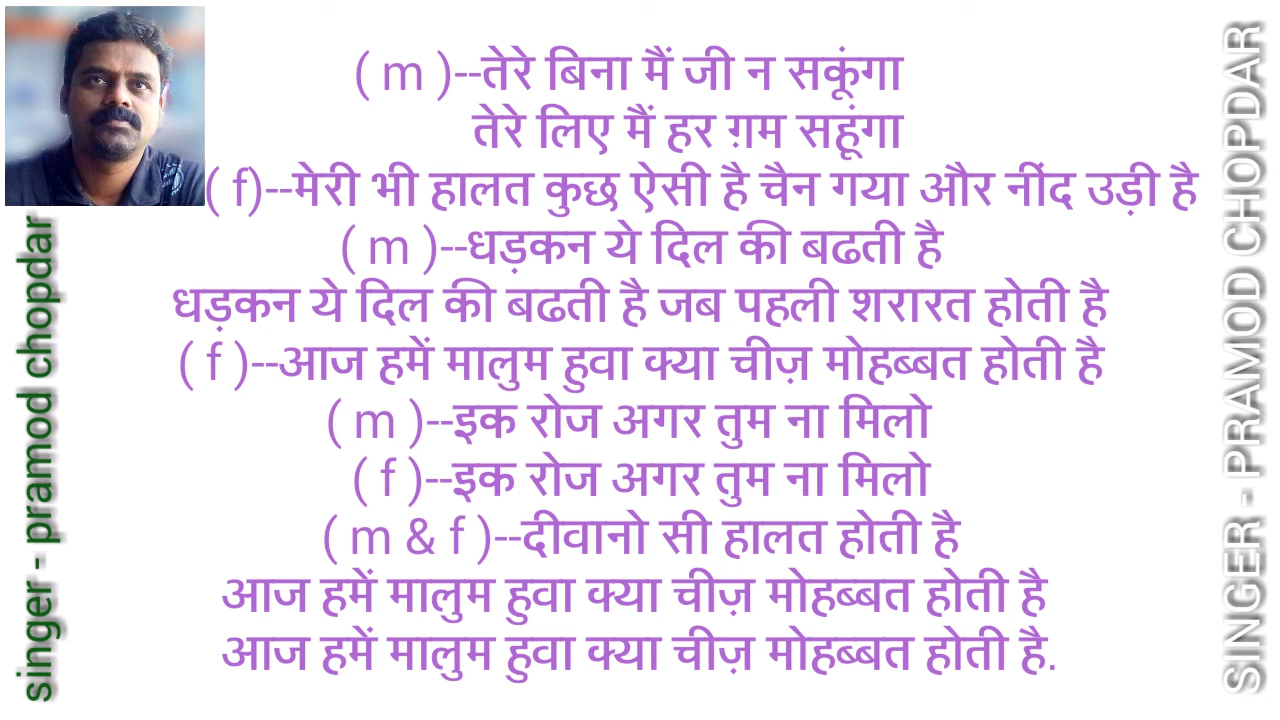 ( m )--तेरे बिना मैं जी न सकूंगा
तेरे लिए मैं हर ग़म सहूंगा
( f)--मेरी भी हालत कुछ ऐसी है चैन गया और नींद उड़ी है
( m )--धड़कन ये दिल की बढती है
धड़कन ये दिल की बढती है जब पहली शरारत होती है
( f )--आज हमें मालुम हुवा क्या चीज़ मोहब्बत होती है
( m )--इक रोज अगर तुम ना मिलो
( f )--इक रोज अगर तुम ना मिलो
( m & f )--दीवानो सी हालत होती है
आज हमें मालुम हुवा क्या चीज़ मोहब्बत होती है
आज हमें मालुम हुवा क्या चीज़ मोहब्बत होती है.
singer - pramod chopdar
SINGER - PRAMOD CHOPDAR